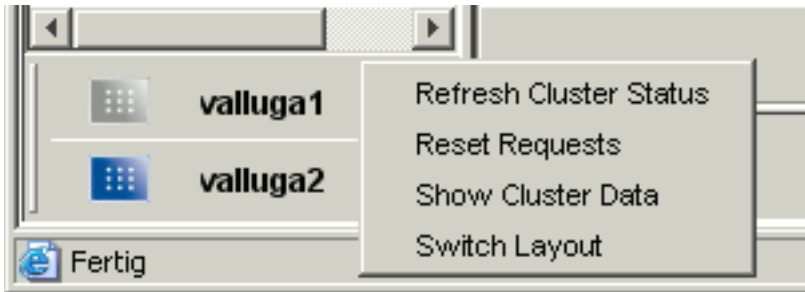 valluga1
valluga2
Refresh Cluster Status
Reset Requests
Show Cluster Data
Switch Layout
Fertig